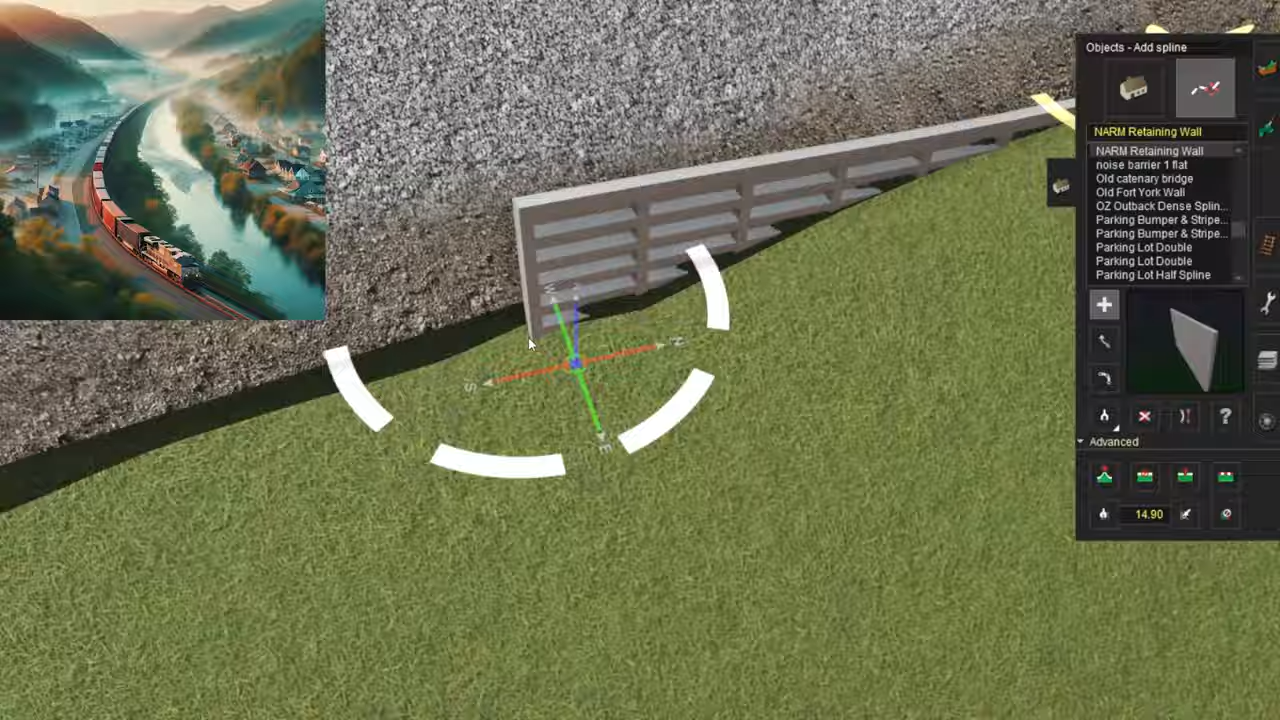 Objects - Add spline
NARM Retaining Wall
NARM Retaining Wall
noise barrier 1 flat
Old catenary bridge
Old Fort York Wall
OZ Outback Dense Splin...
Parking Bumper & Stripe...
Parking Bumper & Stripe...
Parking Lot Double
Parking Lot Double
Parking Lot Half Spline
W
N
S
E
Advanced
14.90